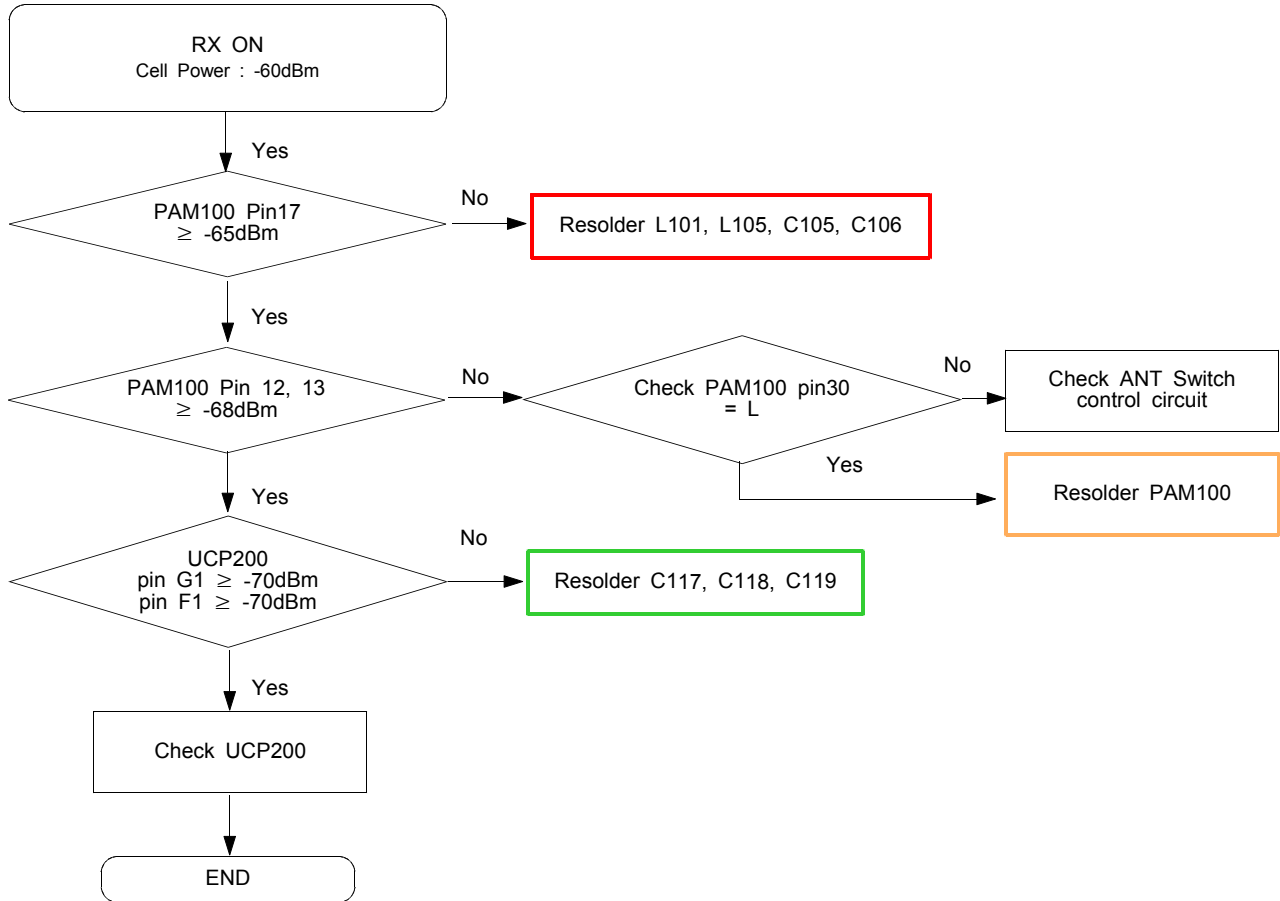 RX ON
Cell Power : -60dBm
Yes
PAM100 Pin17
≥ -65dBm
No
Resolder L101, L105, C105, C106
Yes
PAM100 Pin 12, 13
≥ -68dBm
No
Check PAM100 pin30
= L
No
Check ANT Switch
control circuit
Yes
Resolder PAM100
Yes
UCP200
pin G1 ≥ -70dBm
pin F1 ≥ -70dBm
No
Resolder C117, C118, C119
Yes
Check UCP200
END